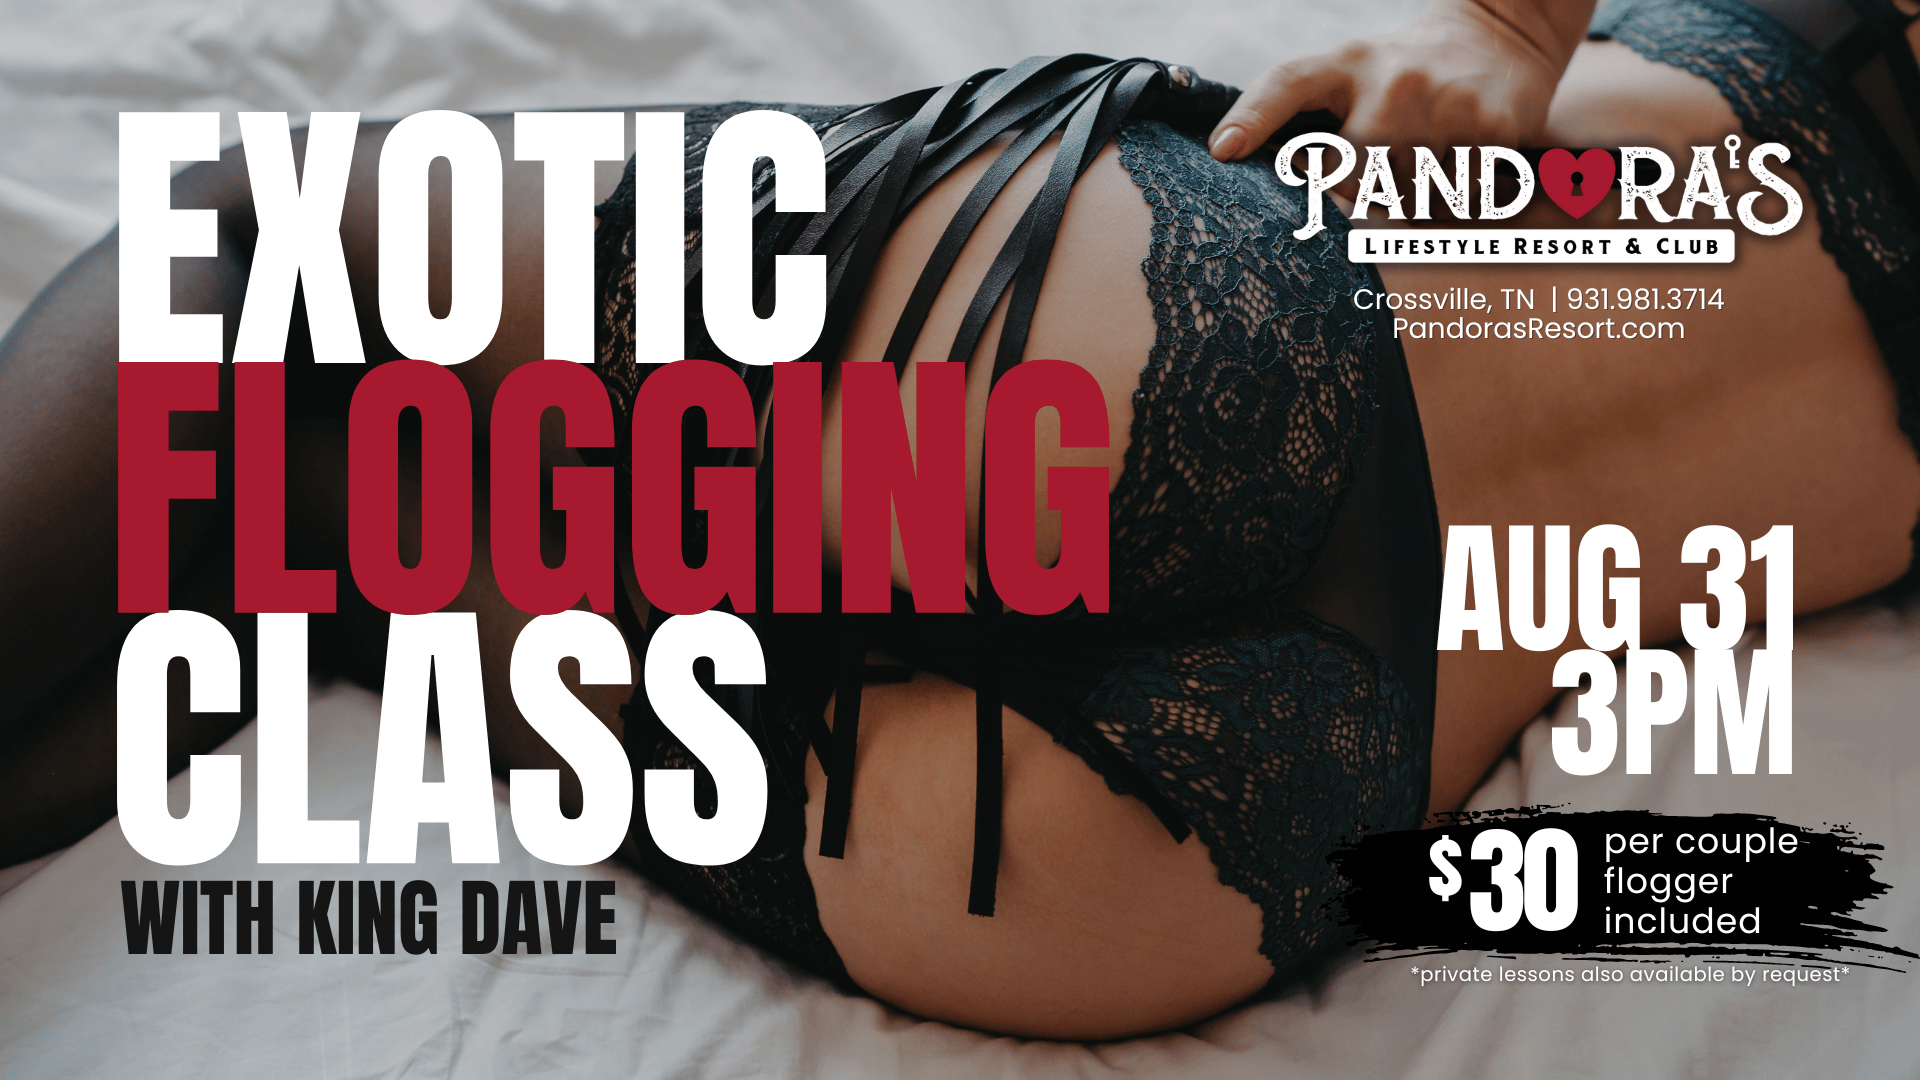 EXOTIC
FLOGGING
CLASS
WITH KING DAVE
PANDORA'S
LIFESTYLE RESORT & CLUB
Crossville, TN | 931.981.3714
PandorasResort.com
AUG 31
3PM
$30 per couple
flogger
included
*private lessons also available by request*